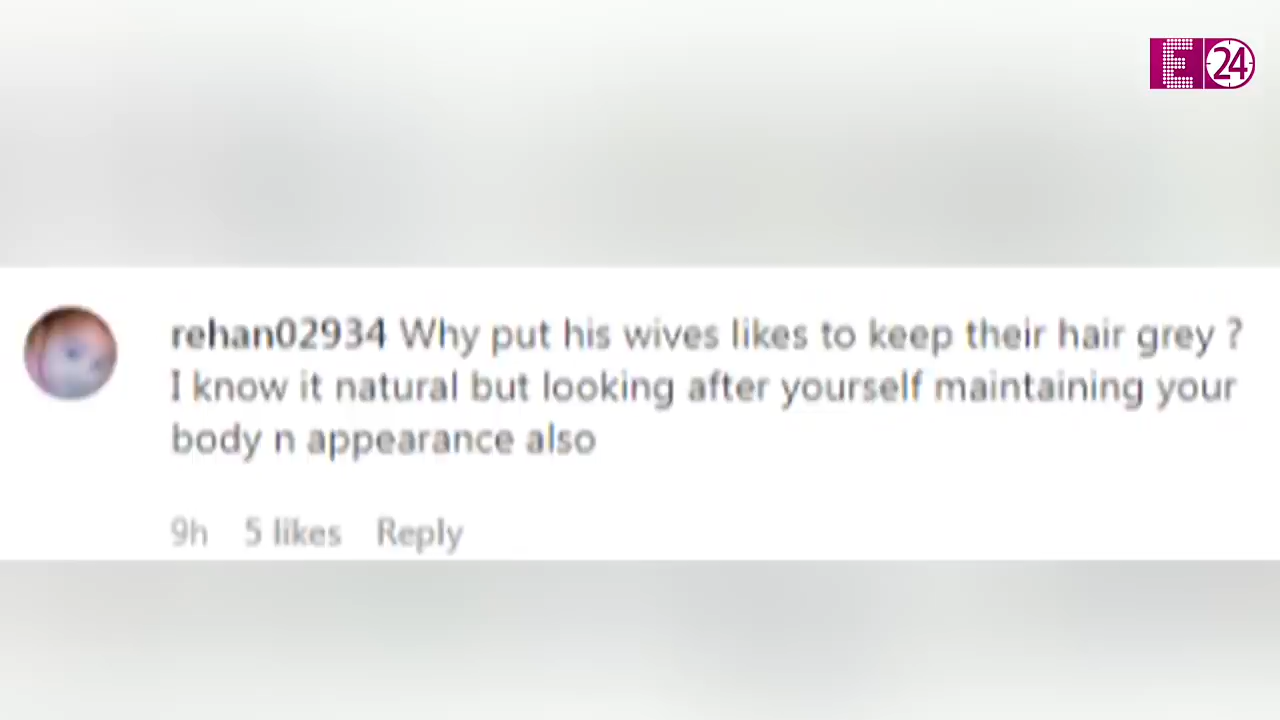 E 24
rehan02934 Why put his wives likes to keep their hair grey ?
I know it natural but looking after yourself maintaining your
body n appearance also
9h 5 likes Reply